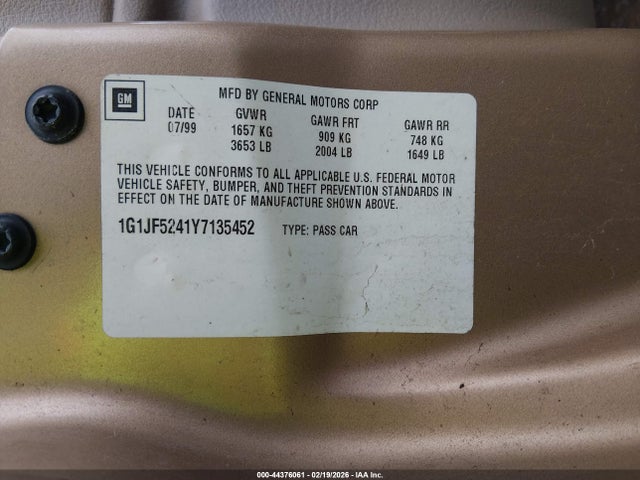 GM
MFD BY GENERAL MOTORS CORP
DATE GVWR GAWR FRT GAWR RR
07/99 1657 KG 909 KG 748 KG
3653 LB 2004 LB 1649 LB
THIS VEHICLE CONFORMS TO ALL APPLICABLE U.S. FEDERAL MOTOR
VEHICLE SAFETY, BUMPER, AND THEFT PREVENTION STANDARDS IN
EFFECT ON THE DATE OF MANUFACTURE SHOWN ABOVE.
1G1JF5241Y7135452 TYPE: PASS CAR
000-44376061 - 02/19/2026 - IAA Inc.